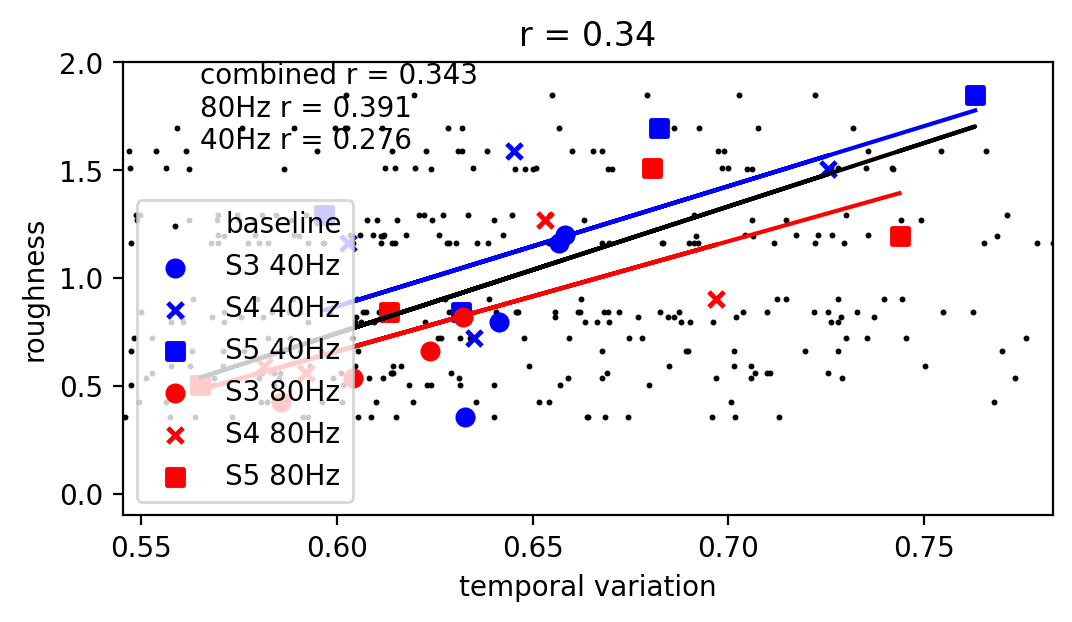 r = 0.34
combined r = 0.343
80Hz r = 0.391
40Hz r = 0.276
2.0
1.5
1.0
0.5
0.0
roughness
baseline
S3 40Hz
S4 40Hz
S5 40Hz
S3 80Hz
S4 80Hz
S5 80Hz
0.55 0.60 0.65 0.70 0.75
temporal variation